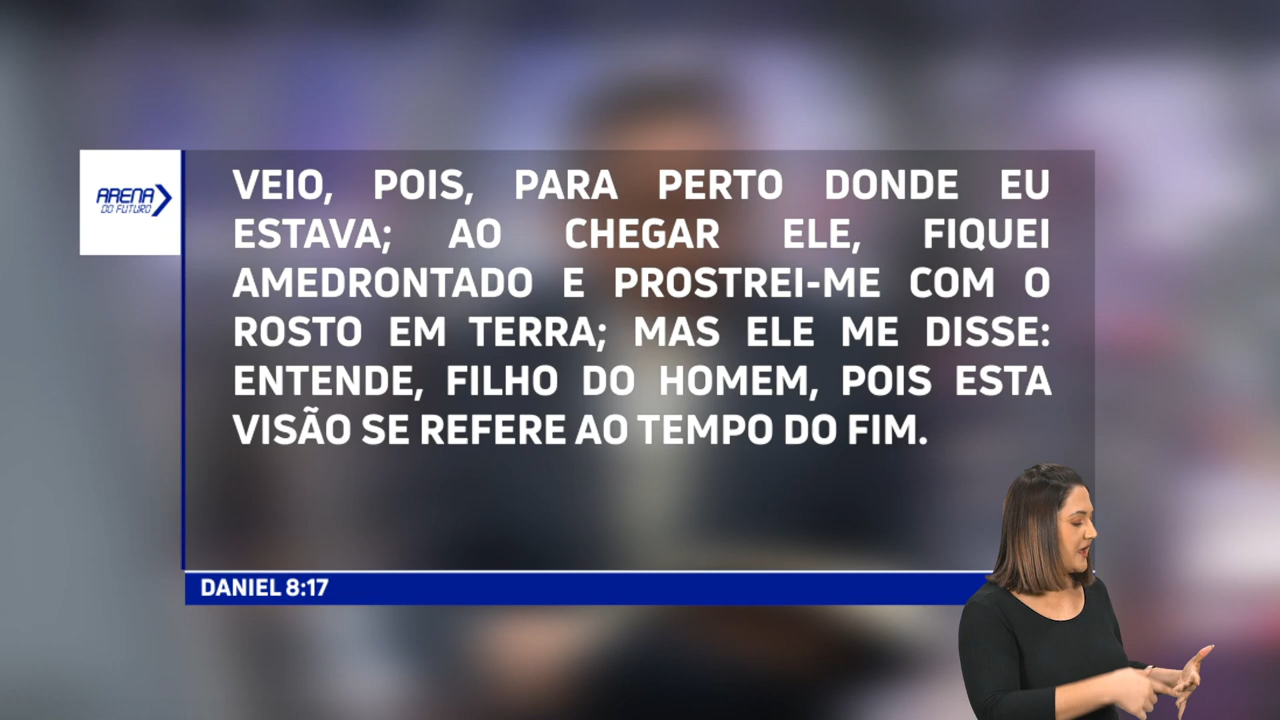 ARENA
DO FUTURO
VEIO, POIS, PARA PERTO DONDE EU
ESTAVA; AO CHEGAR ELE, FIQUEI
AMEDRONTADO E PROSTREI-ME COM O
ROSTO EM TERRA; MAS ELE ME DISSE:
ENTENDE, FILHO DO HOMEM, POIS ESTA
VISÃO SE REFERE AO TEMPO DO FIM.
DANIEL 8:17